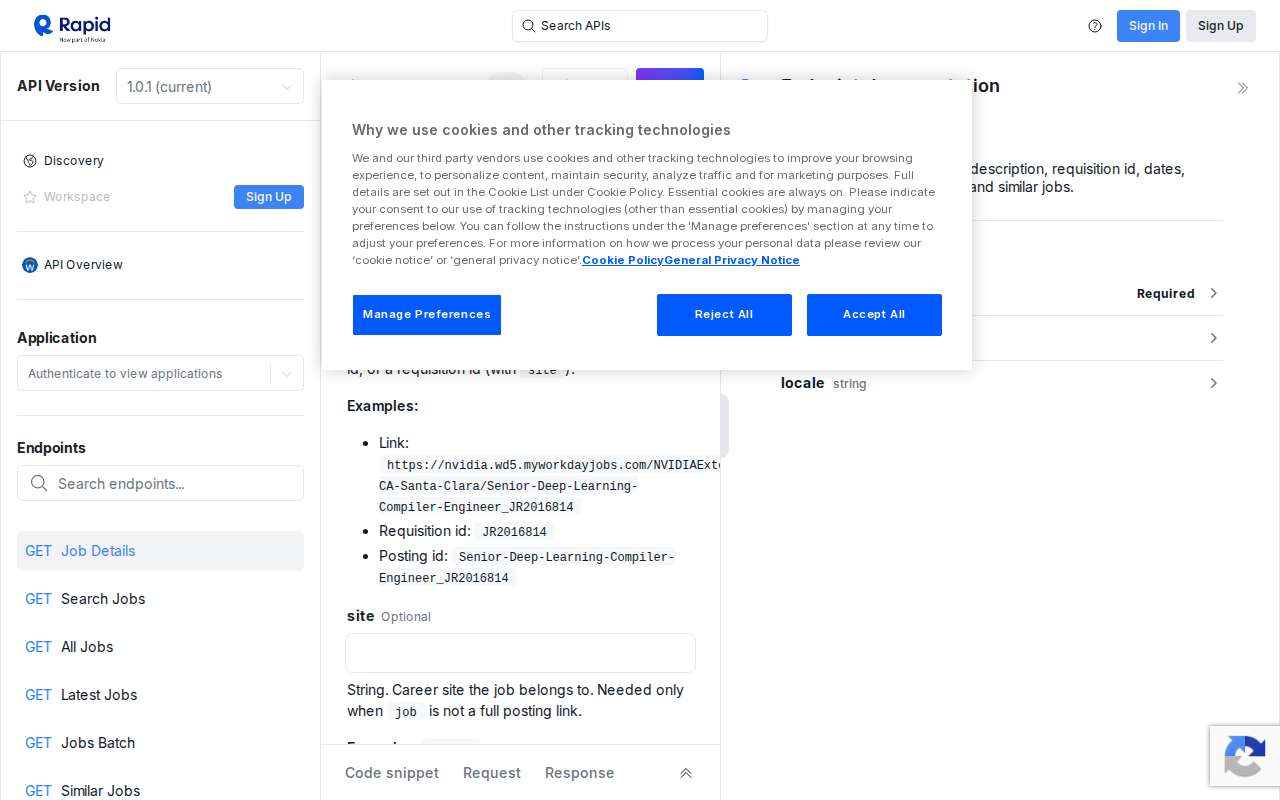 Rapid
Now part of Nokia
Search APIs
Sign In
Sign Up
API Version
1.0.1 (current)
Discovery
Workspace
Sign Up
API Overview
Application
Authenticate to view applications
Endpoints
Search endpoints...
GET Job Details
GET Search Jobs
GET All Jobs
GET Latest Jobs
GET Jobs Batch
GET Similar Jobs
Why we use cookies and other tracking technologies
We and our third party vendors use cookies and other tracking technologies to improve your browsing
experience, to personalize content, maintain security, analyze traffic and for marketing purposes. Full
details are set out in the Cookie List under Cookie Policy. Essential cookies are always on. Please indicate
your consent to our use of tracking technologies (other than essential cookies) by managing your
preferences below. You can follow the instructions under the 'Manage preferences' section at any time to
adjust your preferences. For more information on how we process your personal data please review our
‘cookie notice’ or ‘general privacy notice’.Cookie PolicyGeneral Privacy Notice
Manage Preferences
Reject All
Accept All
id, or a requisition id (with site ).
Examples:
Link:
https://nvidia.wd5.myworkdayjobs.com/NVIDIAExte
CA-Santa-Clara/Senior-Deep-Learning-
Compiler-Engineer_JR2016814
Requisition id: JR2016814
Posting id: Senior-Deep-Learning-Compiler-
Engineer_JR2016814
site Optional
String. Career site the job belongs to. Needed only
when job is not a full posting link.
Code snippet
Request
Response
description, requisition id, dates,
and similar jobs.
Required
locale string